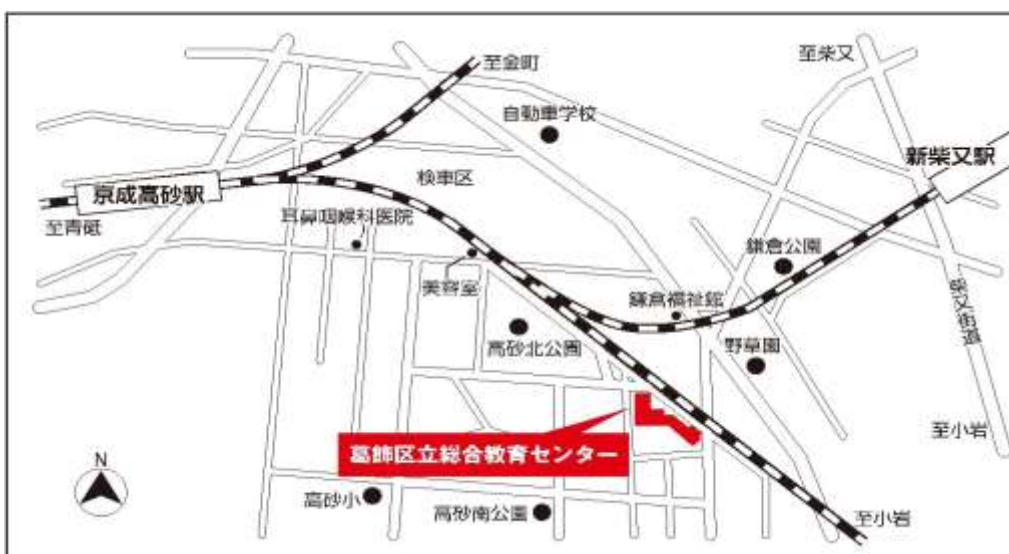 至金町
至柴又
自動車学校
新柴又駅
検車区
京成高砂駅
至青砥
耳鼻咽喉科医院
鎌倉公園
美容室
鎌倉福祉館
柴又街道
高砂北公園
野草園
至小岩
葛飾区立総合教育センター
N
高砂小
高砂南公園
至小岩